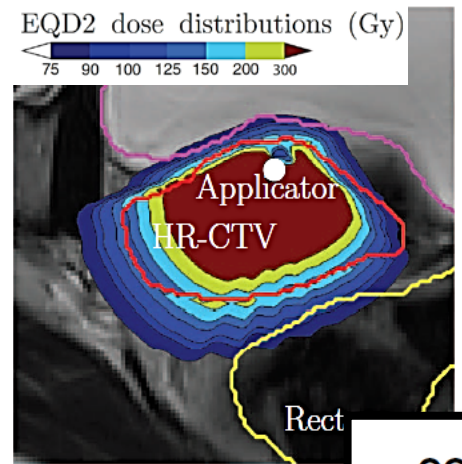 EQD2 dose distributions (Gy)
75 90 100 125 150 200 300
Applicator
HR-CTV
Rect